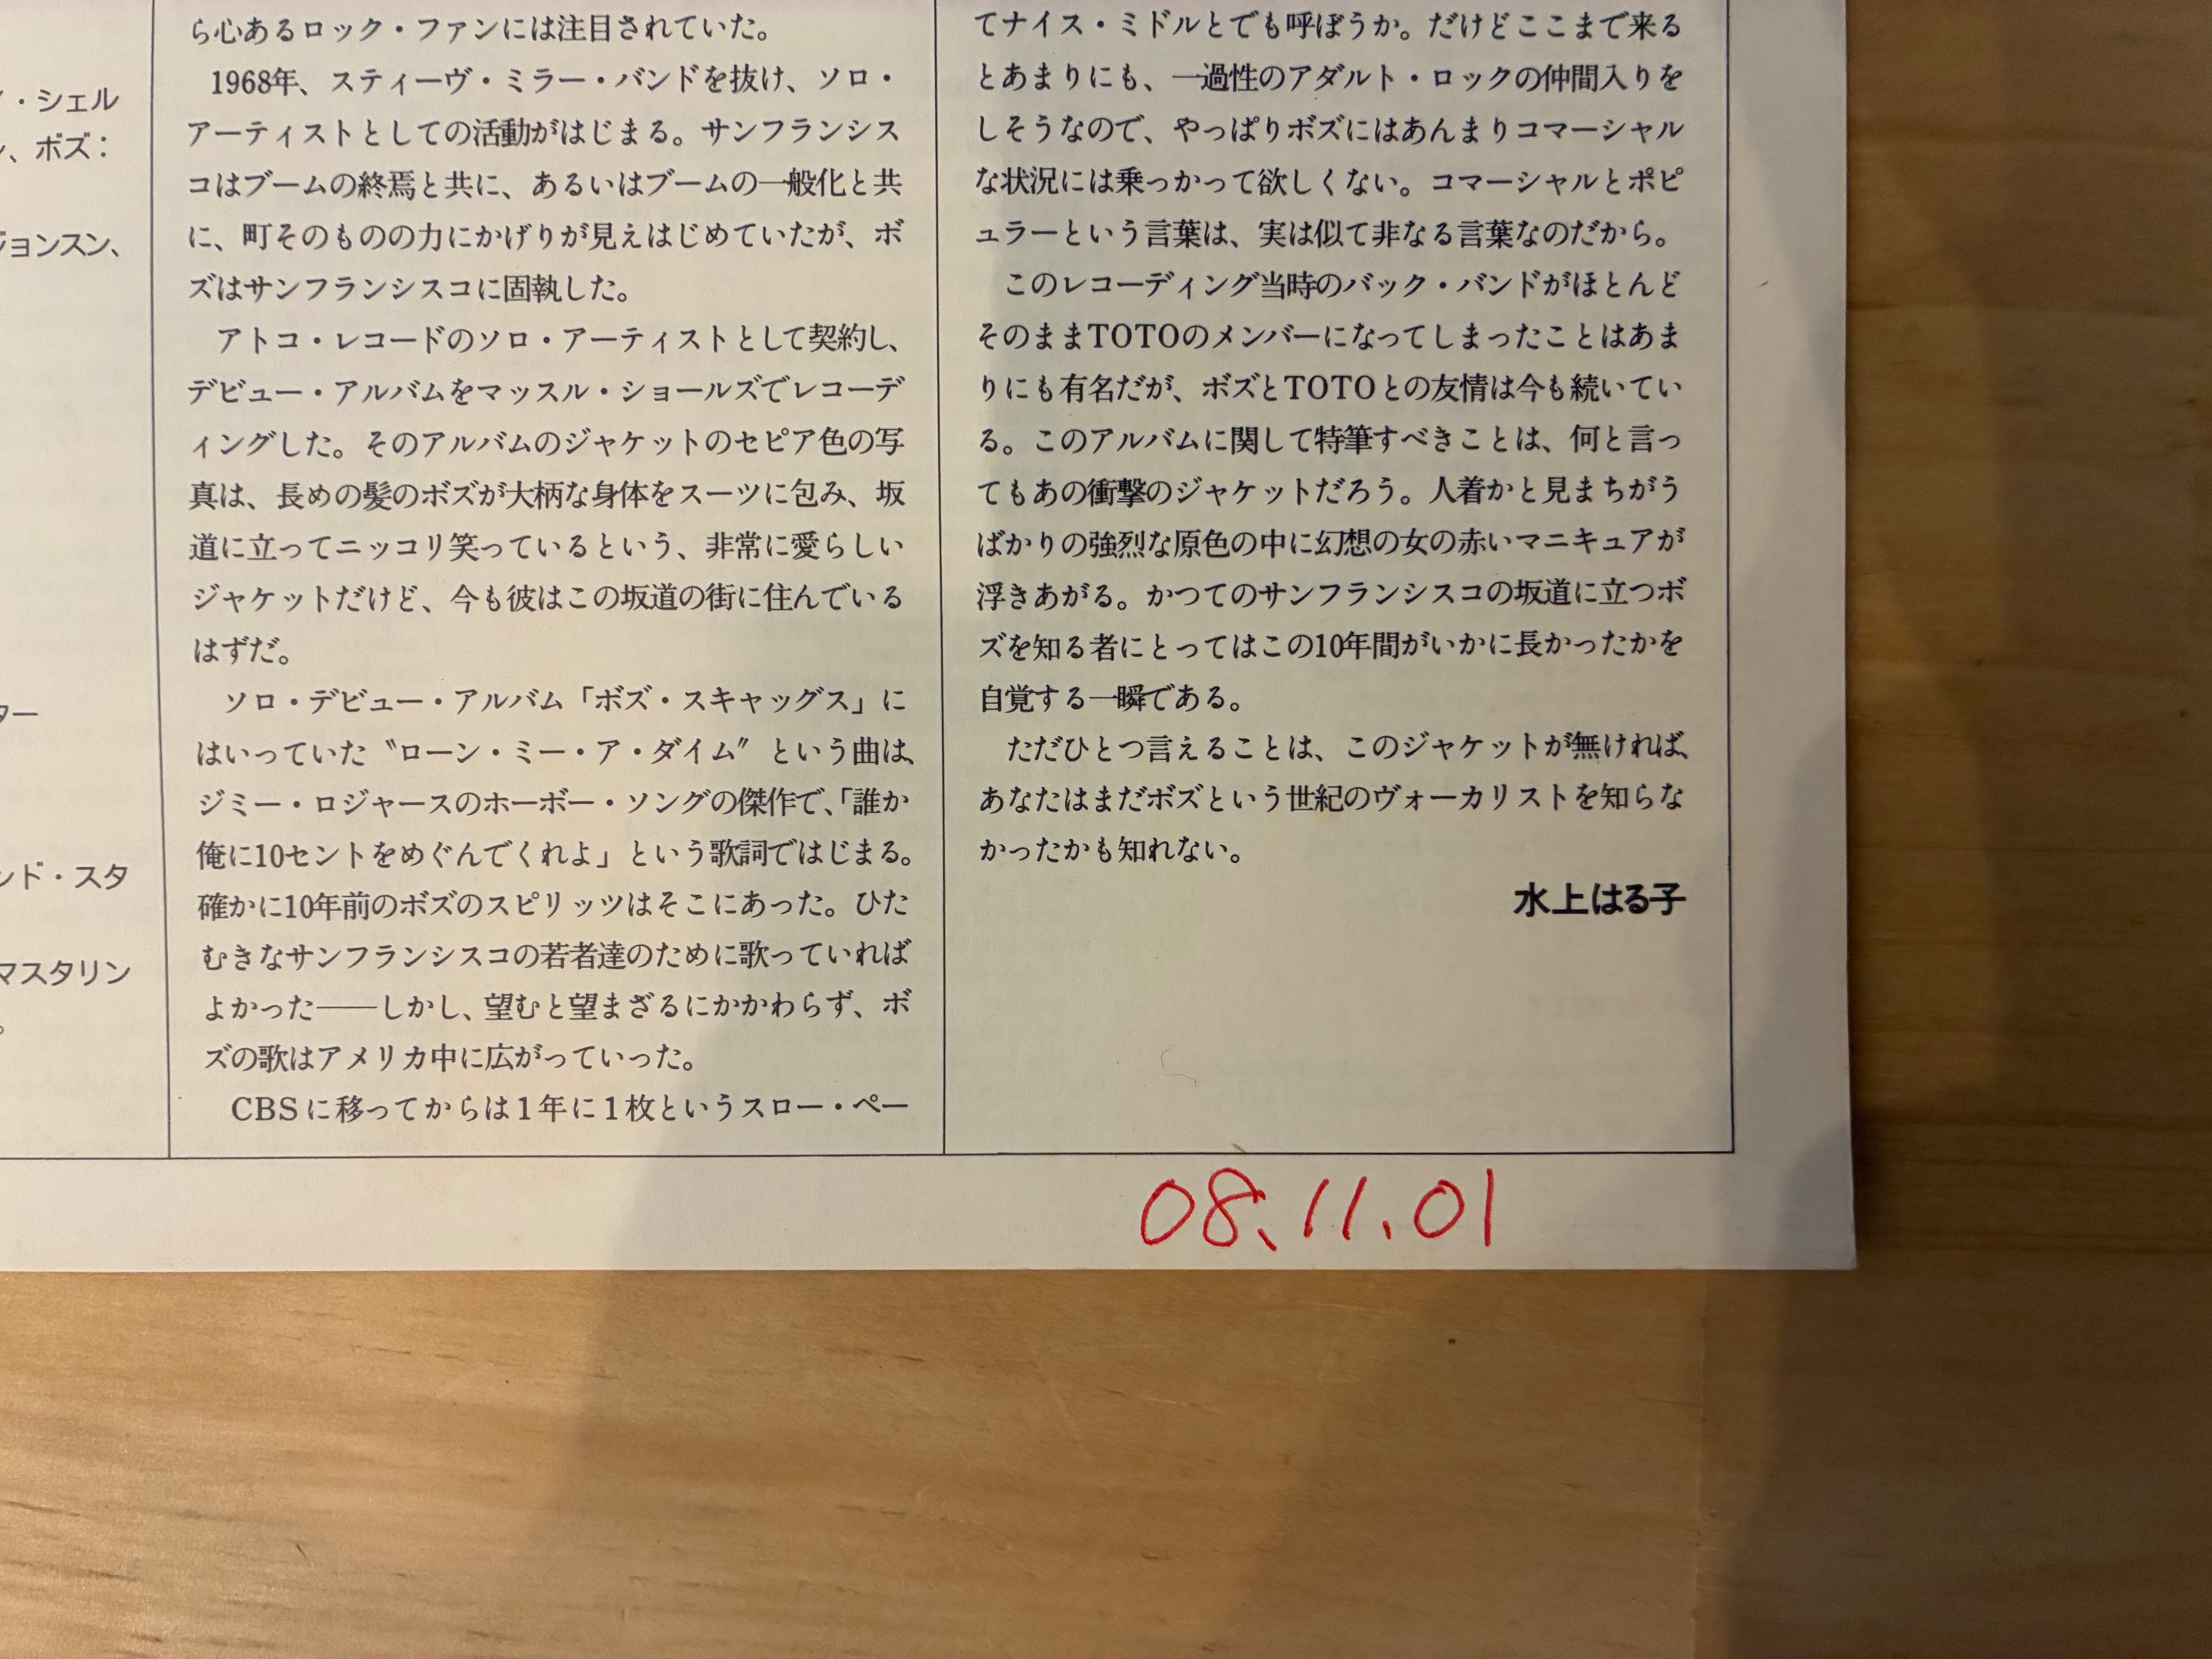 ・シェル
、ボズ：
ジョンスン、
ター
ンド・スタ
マスタリン
。
ら心あるロック・ファンには注目されていた。
1968年、スティーヴ・ミラー・バンドを抜け、ソロ・
アーティストとしての活動がはじまる。サンフランシス
コはブームの終焉と共に、あるいはブームの一般化と共
に、町そのものの力にかげりが見えはじめていたが、ボ
ズはサンフランシスコに固執した。
アトコ・レコードのソロ・アーティストとして契約し、
デビュー・アルバムをマッスル・ショールズでレコーデ
ィングした。そのアルバムのジャケットのセピア色の写
真は、長めの髪のボズが大柄な身体をスーツに包み、坂
道に立ってニッコリ笑っているという、非常に愛らしい
ジャケットだけど、今も彼はこの坂道の街に住んでいる
はずだ。
ソロ・デビュー・アルバム「ボズ・スキャッグス」に
はいっていた〝ローン・ミー・ア・ダイム〞という曲は、
ジミー・ロジャースのホーボー・ソングの傑作で、「誰か
俺に10セントをめぐんでくれよ」という歌詞ではじまる。
確かに10年前のボズのスピリッツはそこにあった。ひた
むきなサンフランシスコの若者達のために歌っていれば
よかった──しかし、望むと望まざるにかかわらず、ボ
ズの歌はアメリカ中に広がっていった。
CBSに移ってからは1年に1枚というスロー・ペー
てナイス・ミドルとでも呼ぼうか。だけどここまで来る
とあまりにも、一過性のアダルト・ロックの仲間入りを
しそうなので、やっぱりボズにはあんまりコマーシャル
な状況には乗っかって欲しくない。コマーシャルとポピ
ュラーという言葉は、実は似て非なる言葉なのだから。
このレコーディング当時のバック・バンドがほとんど
そのままTOTOのメンバーになってしまったことはあま
りにも有名だが、ボズとTOTOとの友情は今も続いてい
る。このアルバムに関して特筆すべきことは、何と言っ
てもあの衝撃のジャケットだろう。人着かと見まちがう
ばかりの強烈な原色の中に幻想の女の赤いマニキュアが
浮きあがる。かつてのサンフランシスコの坂道に立つボ
ズを知る者にとってはこの10年間がいかに長かったかを
自覚する一瞬である。
ただひとつ言えることは、このジャケットが無ければ、
あなたはまだボズという世紀のヴォーカリストを知らな
かったかも知れない。
水上はる子
08.11.01